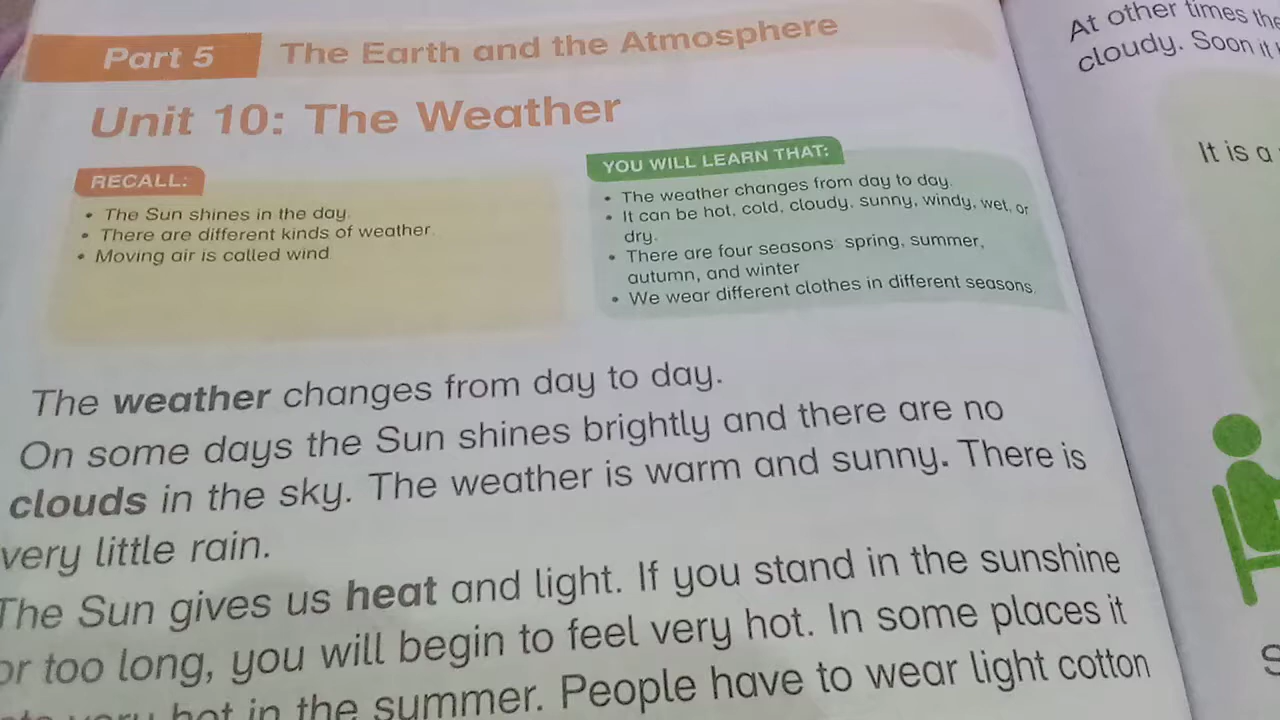 Part 5
The Earth and the Atmosphere
Unit 10: The Weather
RECALL:
• The Sun shines in the day.
• There are different kinds of weather.
• Moving air is called wind.
YOU WILL LEARN THAT:
• The weather changes from day to day.
• It can be hot, cold, cloudy, sunny, windy, wet, or
dry.
• There are four seasons: spring, summer,
autumn, and winter
• We wear different clothes in different seasons.
The weather changes from day to day.
On some days the Sun shines brightly and there are no
clouds in the sky. The weather is warm and sunny. There is
very little rain.
The Sun gives us heat and light. If you stand in the sunshine
or too long, you will begin to feel very hot. In some places it
very hot in the summer. People have to wear light cotton
At other times the
cloudy. Soon it
It is a